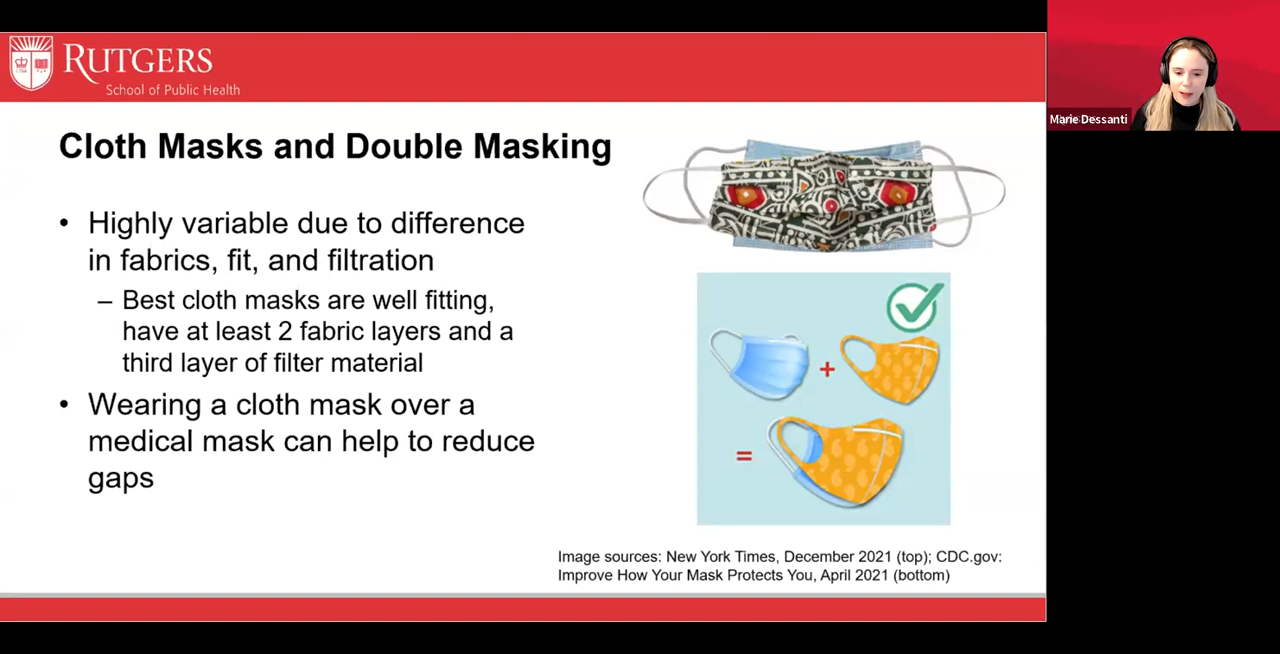 RUTGERS
School of Public Health
Marie Dessanti
Cloth Masks and Double Masking
• Highly variable due to difference
in fabrics, fit, and filtration
– Best cloth masks are well fitting,
have at least 2 fabric layers and a
third layer of filter material
• Wearing a cloth mask over a
medical mask can help to reduce
gaps
+
=
Image sources: New York Times, December 2021 (top); CDC.gov:
Improve How Your Mask Protects You, April 2021 (bottom)